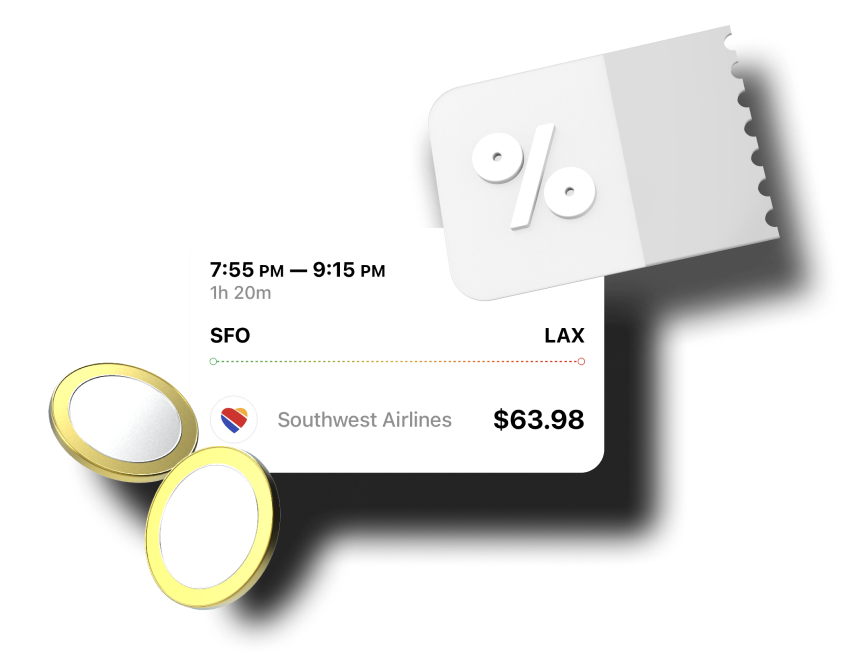 %
7:55 PM — 9:15 PM
1h 20m
SFO LAX
Southwest Airlines $63.98